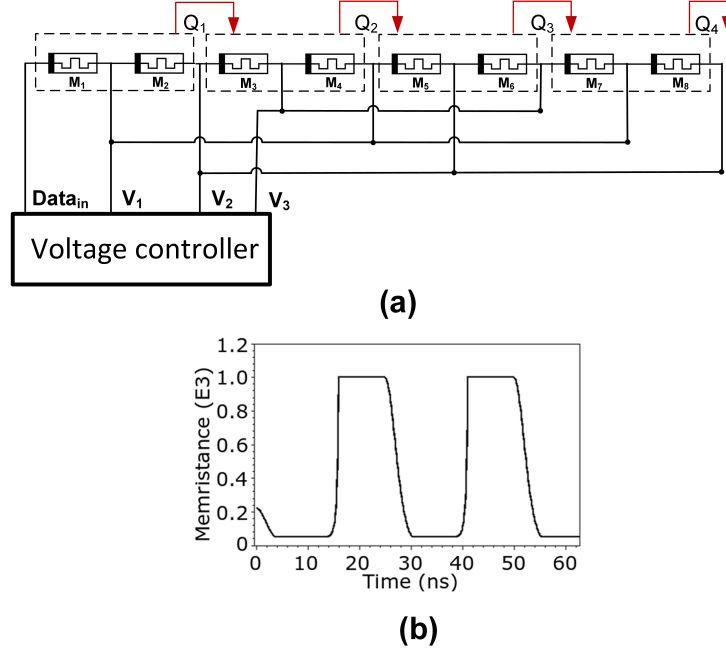 Q₁ Q₂ Q₃ Q₄
M₁ M₂ M₃ M₄ M₅ M₆ M₇ M₈
Dataᵢₙ V₁ V₂ V₃
Voltage controller
(a)
Memristance (E3)
1.2
1.0
0.8
0.6
0.4
0.2
0
0 10 20 30 40 50 60
Time (ns)
(b)